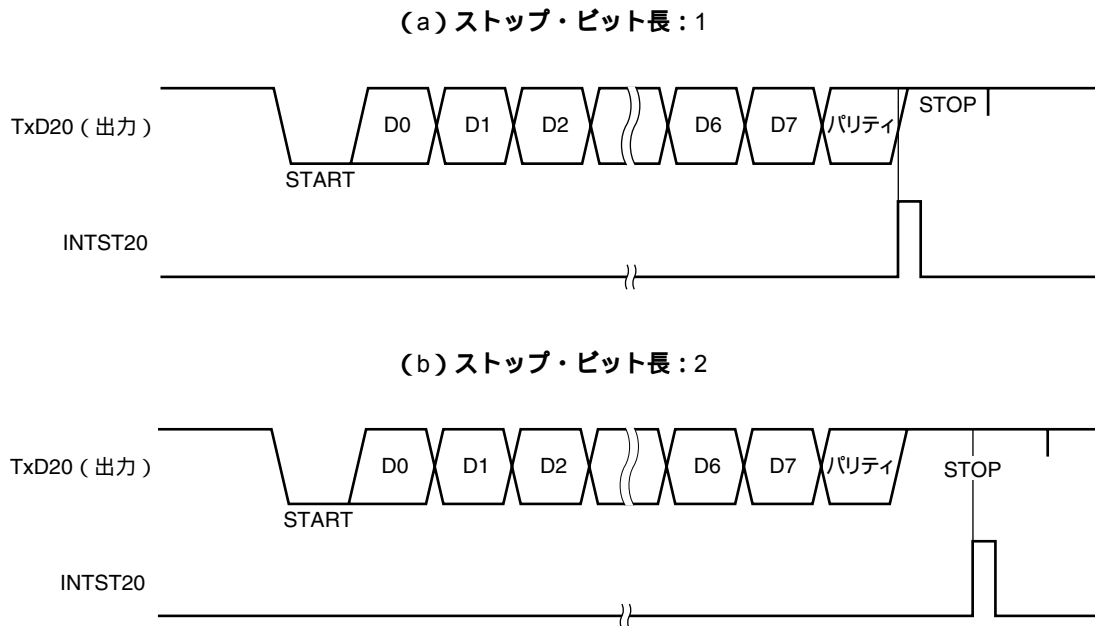 （a）ストップ・ビット長：1
TxD20（出力）
D0 D1 D2 D6 D7 パリティ STOP
START
INTST20
（b）ストップ・ビット長：2
TxD20（出力）
D0 D1 D2 D6 D7 パリティ STOP
START
INTST20